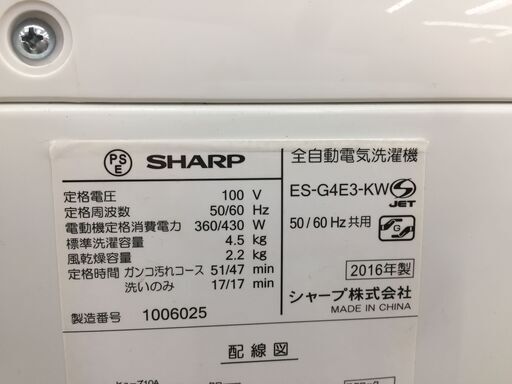 PSE SHARP
全自動電気洗濯機
ES-G4E3-KW S JET
50/60 Hz共用
定格電圧 100 V
定格周波数 50/60 Hz
電動機定格消費電力 360/430 W
標準洗濯容量 4.5 kg
風乾燥容量 2.2 kg
定格時間 ガンコ汚れコース 51/47 min
洗いのみ 17/17 min
製造番号 1006025
G
2016年製
シャープ株式会社
MADE IN CHINA
配線図